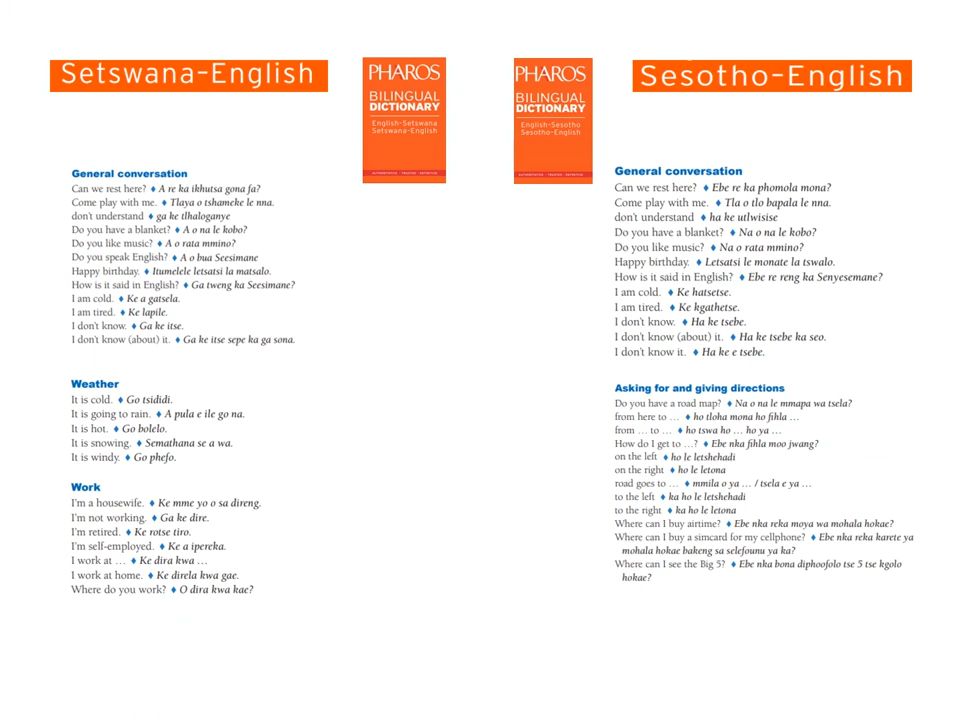 Setswana–English
PHAROS
BILINGUAL
DICTIONARY
English–Setswana
Setswana–English
General conversation
Can we rest here? ♦ A re ka ikhutsa gona fa?
Come play with me. ♦ Tlaya o tshameke le nna.
don't understand ♦ ga ke tlhaloganye
Do you have a blanket? ♦ A o na le kobo?
Do you like music? ♦ A o rata mmino?
Do you speak English? ♦ A o bua Seesimane
Happy birthday. ♦ Itumelele letsatsi la matsalo.
How is it said in English? ♦ Ga tweng ka Seesimane?
I am cold. ♦ Ke a gatsela.
I am tired. ♦ Ke lapile.
I don't know. ♦ Ga ke itse.
I don't know (about) it. ♦ Ga ke itse sepe ka ga sona.
Weather
It is cold. ♦ Go tsididi.
It is going to rain. ♦ A pula e ile go na.
It is hot. ♦ Go bolelo.
It is snowing. ♦ Semathana se a wa.
It is windy. ♦ Go phefo.
Work
I'm a housewife. ♦ Ke mme yo o sa direng.
I'm not working. ♦ Ga ke dire.
I'm retired. ♦ Ke rotse tiro.
I'm self-employed. ♦ Ke a ipereka.
I work at … ♦ Ke dira kwa …
I work at home. ♦ Ke direla kwa gae.
Where do you work? ♦ O dira kwa kae?
PHAROS
BILINGUAL
DICTIONARY
English–Sesotho
Sesotho–English
Sesotho–English
General conversation
Can we rest here? ♦ Ebe re ka phomola mona?
Come play with me. ♦ Tla o tlo bapala le nna.
don't understand ♦ ha ke utlwisise
Do you have a blanket? ♦ Na o na le kobo?
Do you like music? ♦ Na o rata mmino?
Happy birthday. ♦ Letsatsi le monate la tswalo.
How is it said in English? ♦ Ebe re reng ka Senyesemane?
I am cold. ♦ Ke hatsetse.
I am tired. ♦ Ke kgathetse.
I don't know. ♦ Ha ke tsebe.
I don't know (about) it. ♦ Ha ke tsebe ka seo.
I don't know it. ♦ Ha ke e tsebe.
Asking for and giving directions
Do you have a road map? ♦ Na o na le mmapa wa tsela?
from here to … ♦ ho tloha mona ho fihla …
from … to … ♦ ho tswa ho … ho ya …
How do I get to …? ♦ Ebe nka fihla moo jwang?
on the left ♦ ho le letshehadi
on the right ♦ ho le letona
road goes to … ♦ mmila o ya … / tsela e ya …
to the left ♦ ka ho le letshehadi
to the right ♦ ka ho le letona
Where can I buy airtime? ♦ Ebe nka reka moya wa mohala hokae?
Where can I buy a simcard for my cellphone? ♦ Ebe nka reka karete ya
mohala hokae bakeng sa selefounu ya ka?
Where can I see the Big 5? ♦ Ebe nka bona diphoofolo tse 5 tse kgolo
hokae?